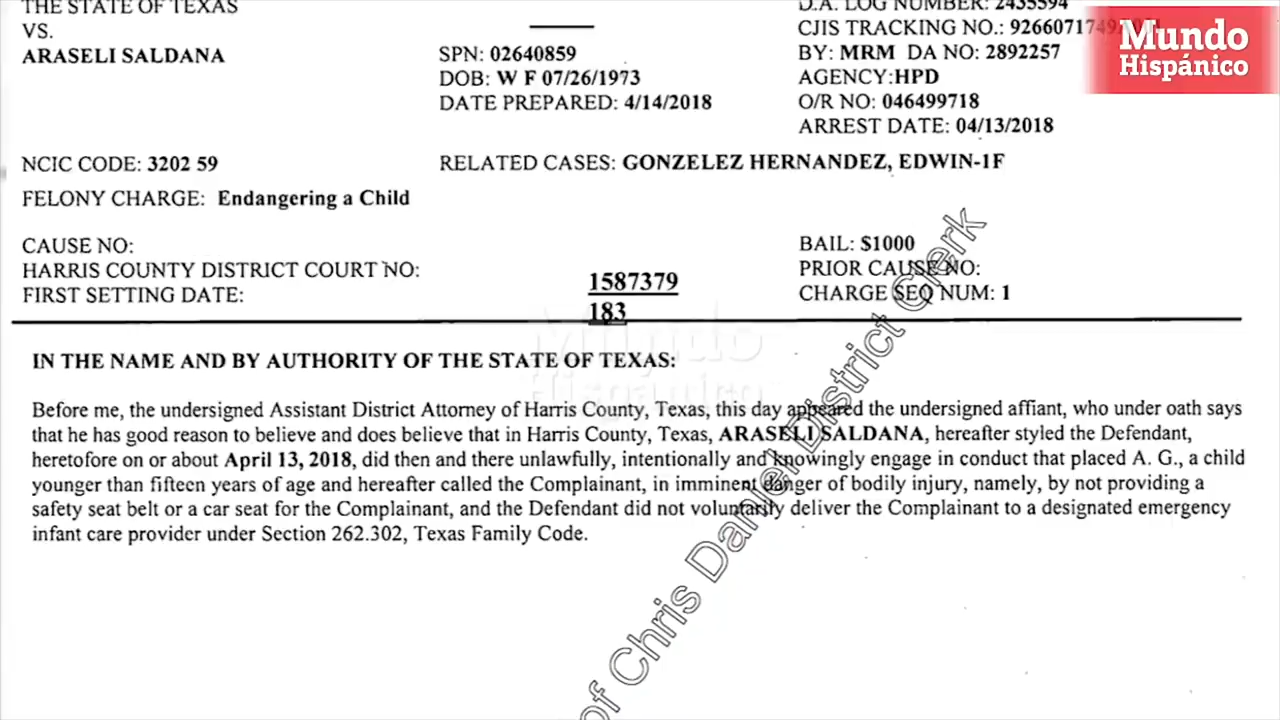 THE STATE OF TEXAS
VS.
ARASELI SALDANA
SPN: 02640859
DOB: W F 07/26/1973
DATE PREPARED: 4/14/2018
D.A. LOG NUMBER: 2435594
CJIS TRACKING NO.: 9266071749
BY: MRM DA NO: 2892257
AGENCY:HPD
O/R NO: 046499718
ARREST DATE: 04/13/2018
Mundo
Hispánico
NCIC CODE: 3202 59
RELATED CASES: GONZELEZ HERNANDEZ, EDWIN-1F
FELONY CHARGE: Endangering a Child
CAUSE NO:
HARRIS COUNTY DISTRICT COURT NO:
FIRST SETTING DATE:
1587379
183
BAIL: $1000
PRIOR CAUSE NO:
CHARGE SEQ NUM: 1
Mundo
Hispánico
IN THE NAME AND BY AUTHORITY OF THE STATE OF TEXAS:
Before me, the undersigned Assistant District Attorney of Harris County, Texas, this day appeared the undersigned affiant, who under oath says
that he has good reason to believe and does believe that in Harris County, Texas, ARASELI SALDANA, hereafter styled the Defendant,
heretofore on or about April 13, 2018, did then and there unlawfully, intentionally and knowingly engage in conduct that placed A. G., a child
younger than fifteen years of age and hereafter called the Complainant, in imminent danger of bodily injury, namely, by not providing a
safety seat belt or a car seat for the Complainant, and the Defendant did not voluntarily deliver the Complainant to a designated emergency
infant care provider under Section 262.302, Texas Family Code.
of Chris Daniel District Clerk